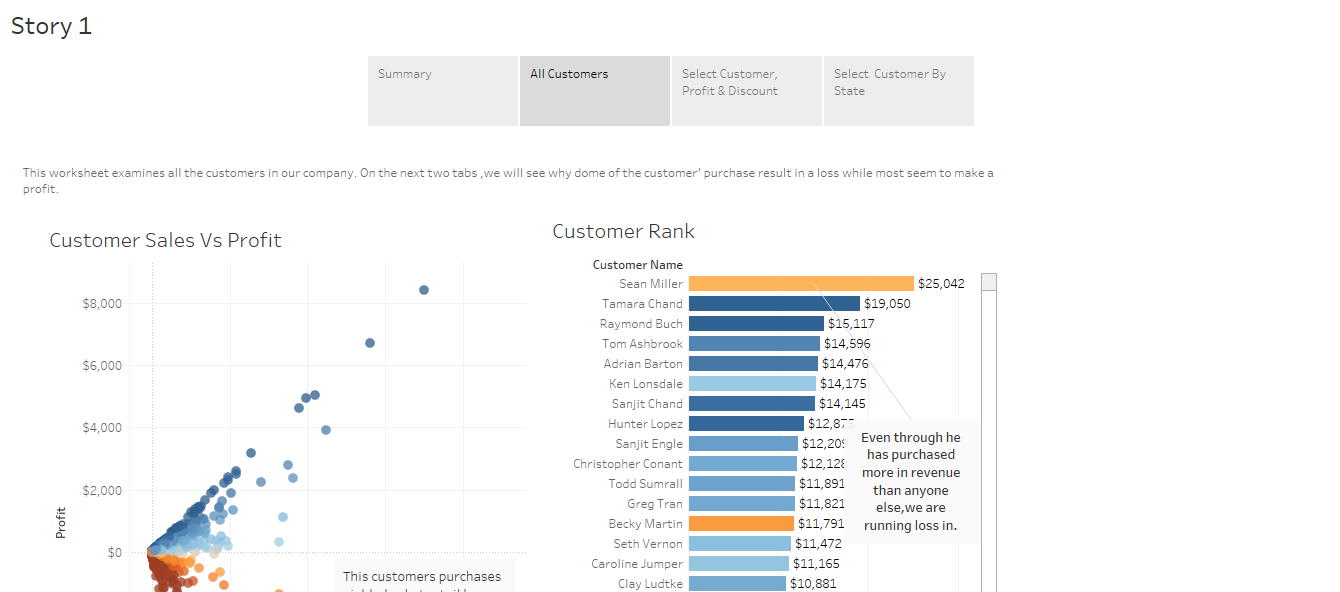 Story 1
Summary
All Customers
Select Customer,
Profit & Discount
Select Customer By
State
This worksheet examines all the customers in our company. On the next two tabs ,we will see why dome of the customer’ purchase result in a loss while most seem to make a
profit.
Customer Sales Vs Profit
$8,000
$6,000
$4,000
$2,000
$0
Profit
This customers purchases
Customer Rank
Customer Name
Sean Miller $25,042
Tamara Chand $19,050
Raymond Buch $15,117
Tom Ashbrook $14,596
Adrian Barton $14,476
Ken Lonsdale $14,175
Sanjit Chand $14,145
Hunter Lopez $12,873
Sanjit Engle $12,209
Christopher Conant $12,128
Todd Sumrall $11,891
Greg Tran $11,821
Becky Martin $11,791
Seth Vernon $11,472
Caroline Jumper $11,165
Clay Ludtke $10,881
Even through he
has purchased
more in revenue
than anyone
else,we are
running loss in.